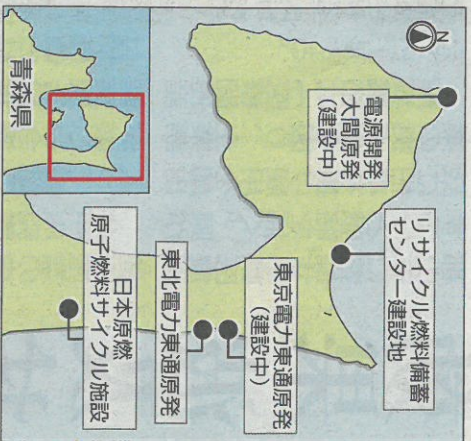 N
電源開発
大間原発
(建設中)
リサイクル燃料備蓄
センター建設地
東京電力東通原発
(建設中)
東北電力東通原発
日本原燃
原子燃料サイクル施設
青森県